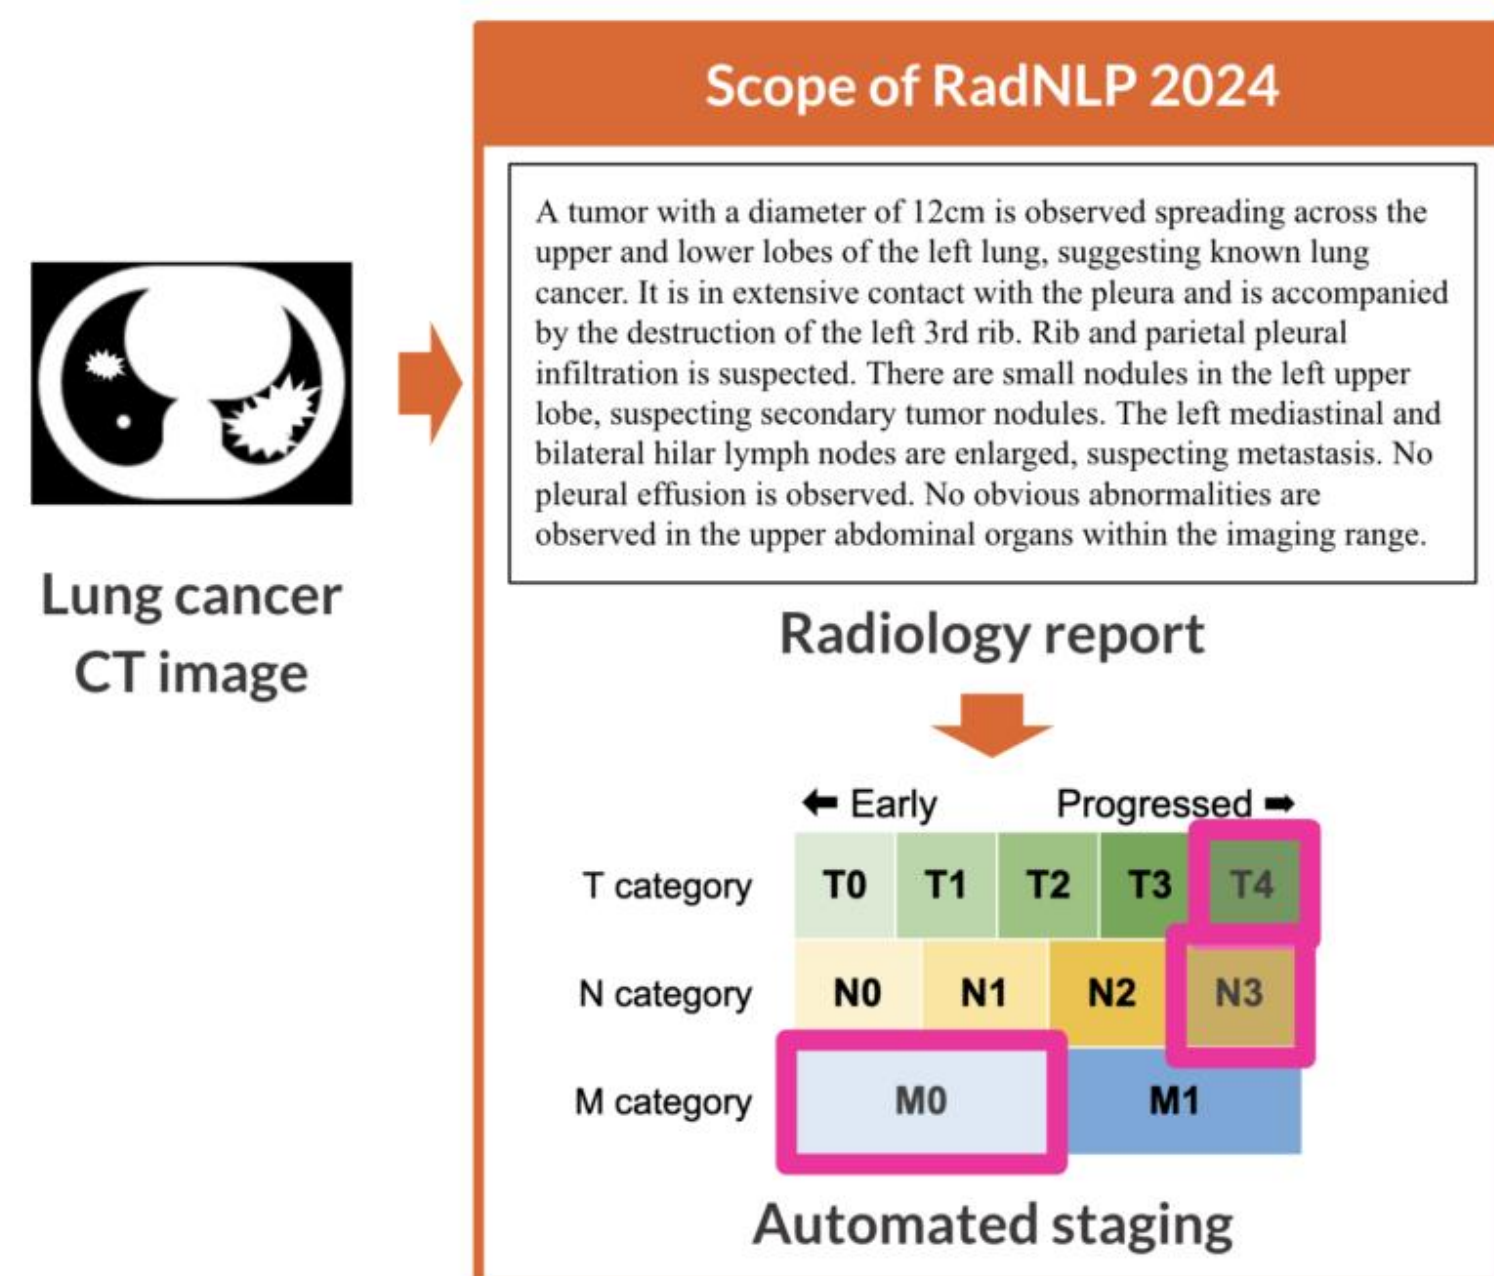 Scope of RadNLP 2024
A tumor with a diameter of 12cm is observed spreading across the
upper and lower lobes of the left lung, suggesting known lung
cancer. It is in extensive contact with the pleura and is accompanied
by the destruction of the left 3rd rib. Rib and parietal pleural
infiltration is suspected. There are small nodules in the left upper
lobe, suspecting secondary tumor nodules. The left mediastinal and
bilateral hilar lymph nodes are enlarged, suspecting metastasis. No
pleural effusion is observed. No obvious abnormalities are
observed in the upper abdominal organs within the imaging range.
Lung cancer
CT image
Radiology report
← Early Progressed →
T category T0 T1 T2 T3 T4
N category N0 N1 N2 N3
M category M0 M1
Automated staging